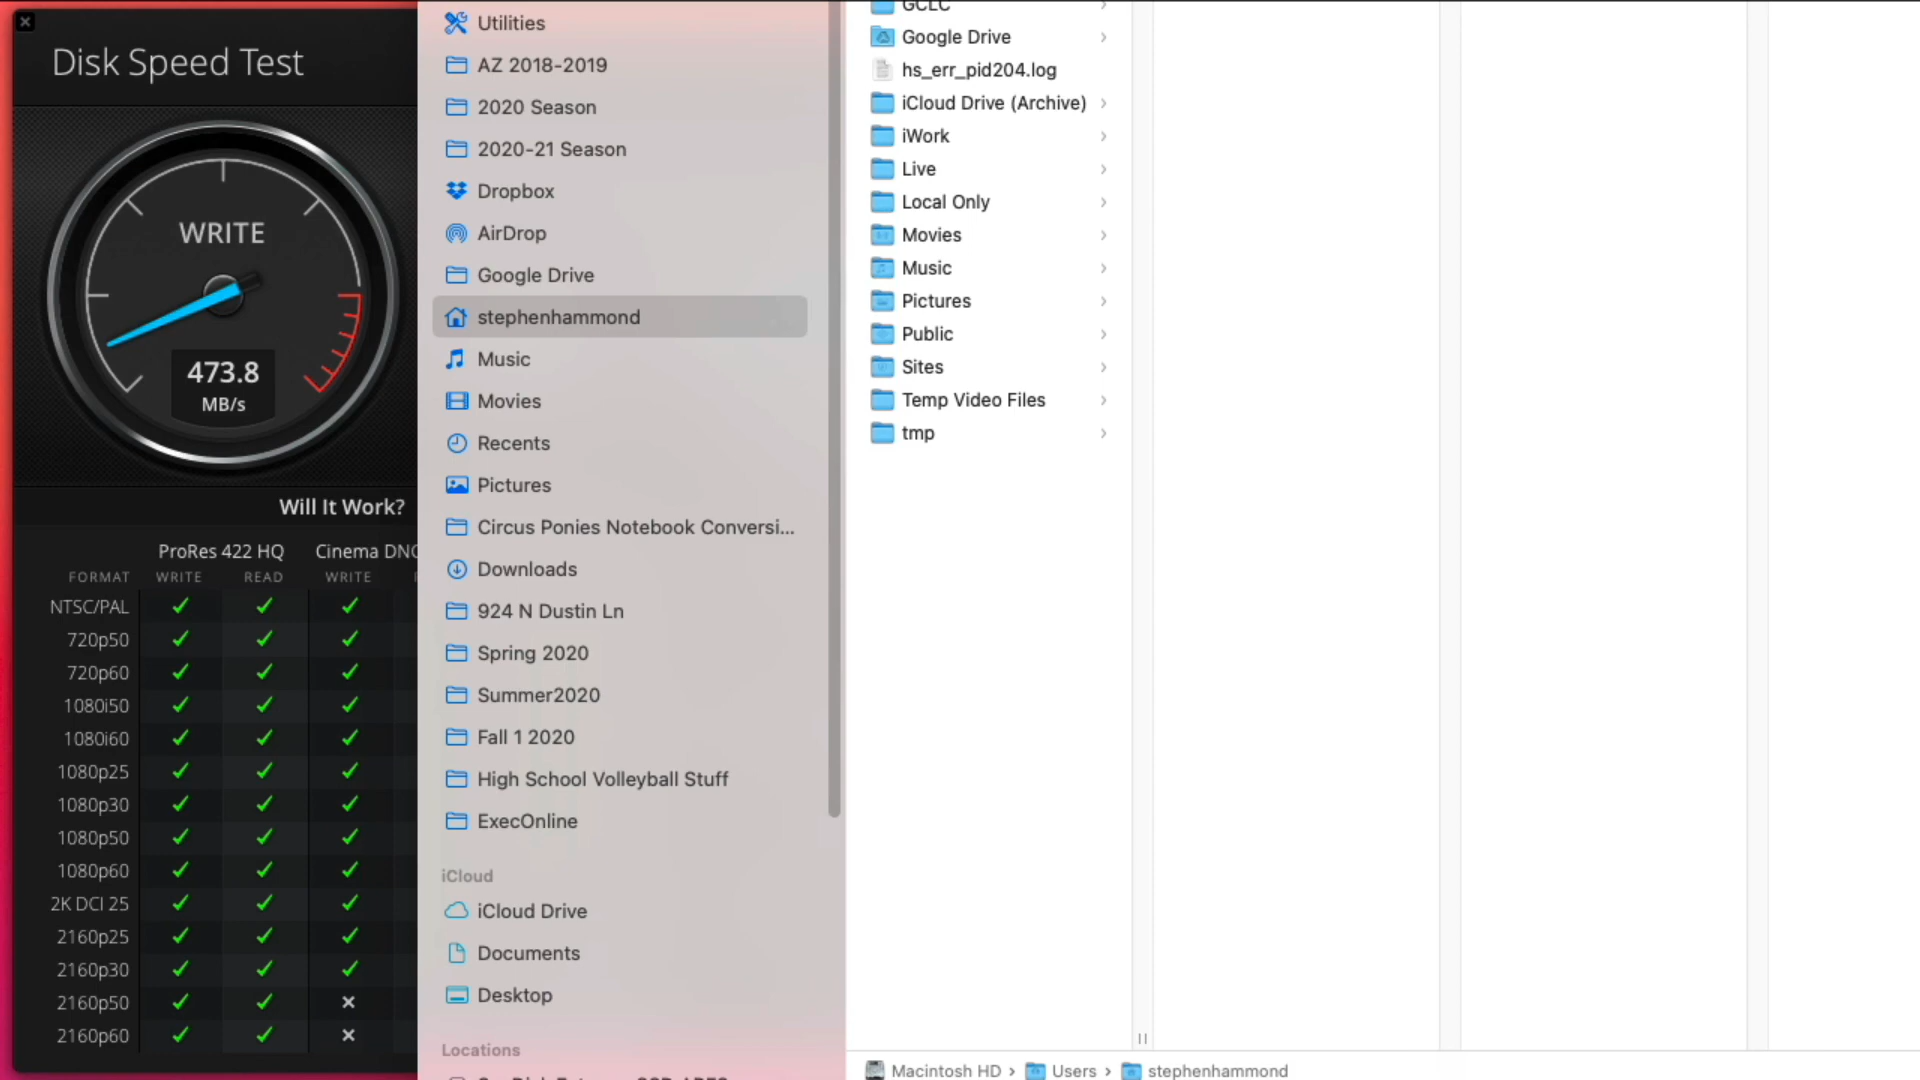 Disk Speed Test
WRITE
473.8
MB/s
Will It Work?
ProRes 422 HQ Cinema DNG
FORMAT WRITE READ WRITE
NTSC/PAL
720p50
720p60
1080i50
1080i60
1080p25
1080p30
1080p50
1080p60
2K DCI 25
2160p25
2160p30
2160p50
2160p60
Utilities
AZ 2018-2019
2020 Season
2020-21 Season
Dropbox
AirDrop
Google Drive
stephenhammond
Music
Movies
Recents
Pictures
Circus Ponies Notebook Conversi...
Downloads
924 N Dustin Ln
Spring 2020
Summer2020
Fall 1 2020
High School Volleyball Stuff
ExecOnline
iCloud
iCloud Drive
Documents
Desktop
Locations
GCLC
Google Drive
hs_err_pid204.log
iCloud Drive (Archive)
iWork
Live
Local Only
Movies
Music
Pictures
Public
Sites
Temp Video Files
tmp
Macintosh HD › Users › stephenhammond